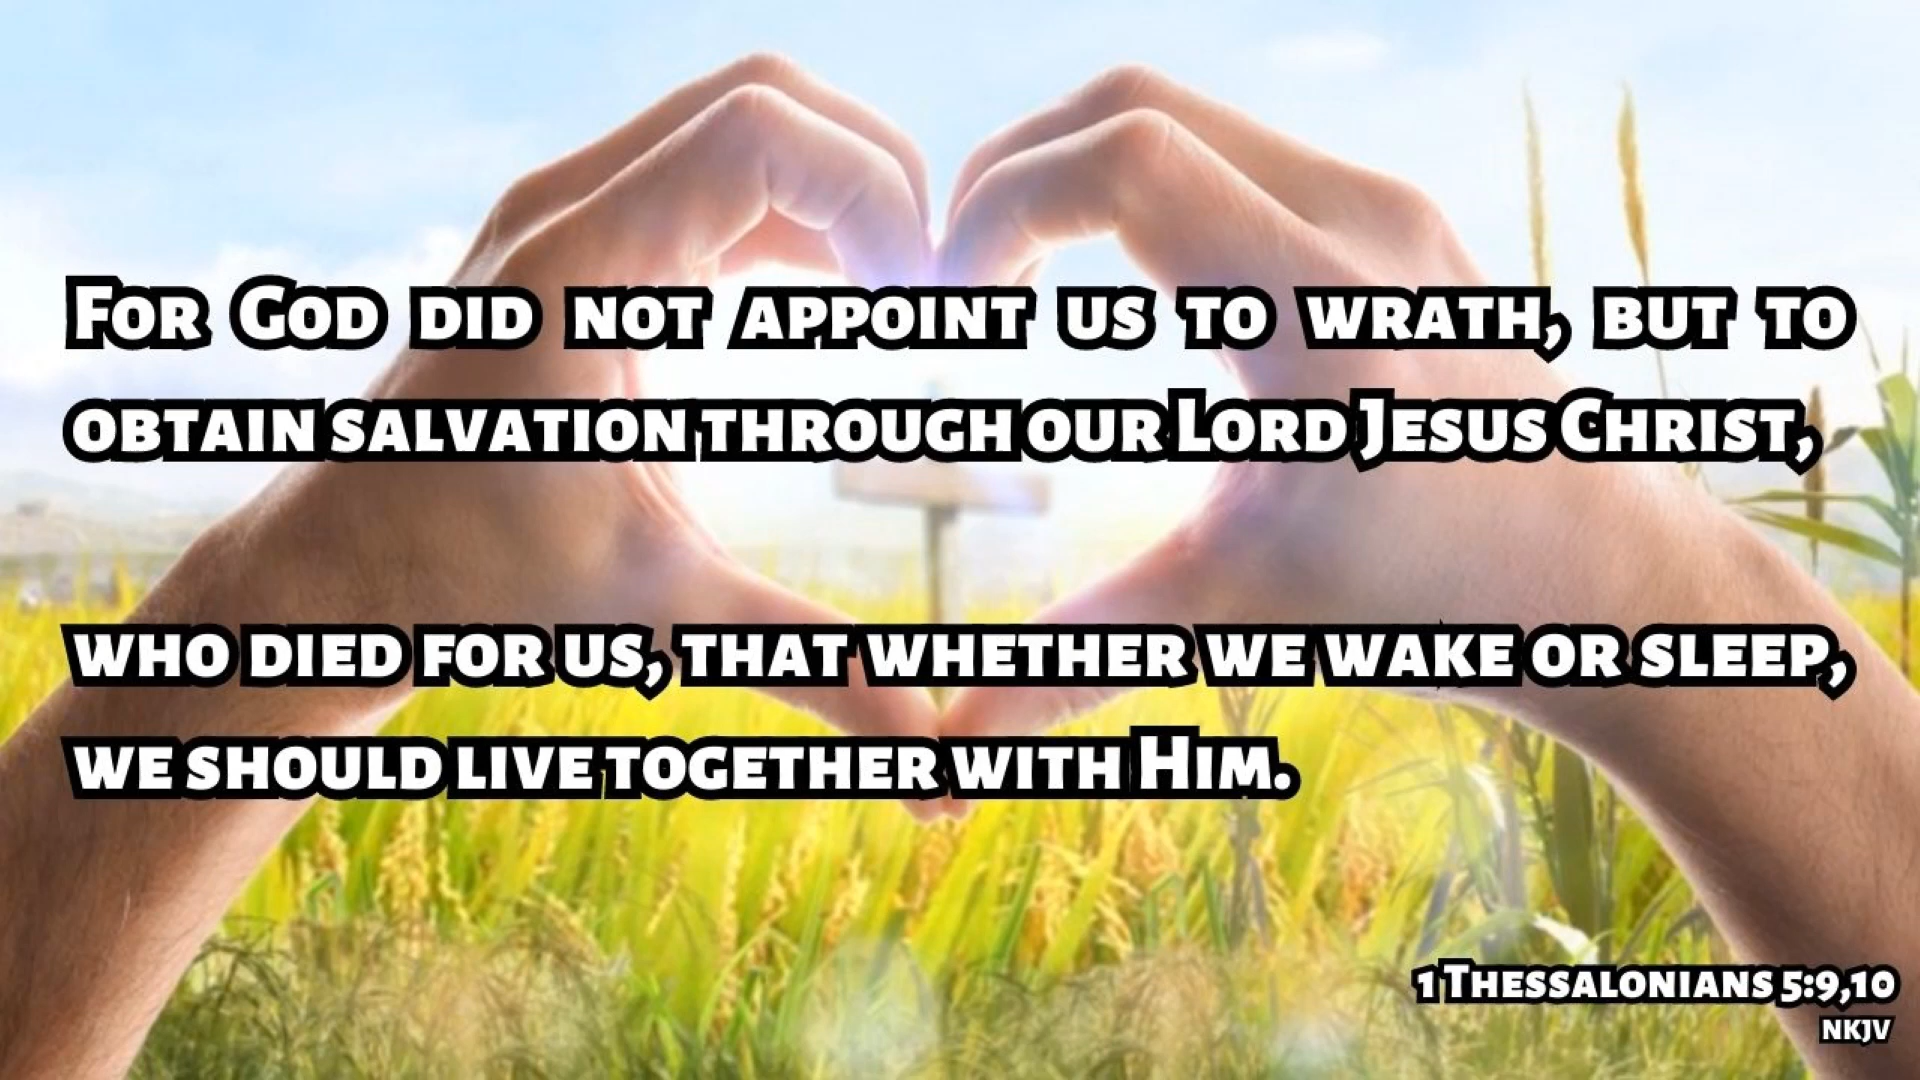 For God did not appoint us to wrath, but to
obtain salvation through our Lord Jesus Christ,
who died for us, that whether we wake or sleep,
we should live together with Him.
1 Thessalonians 5:9,10
NKJV